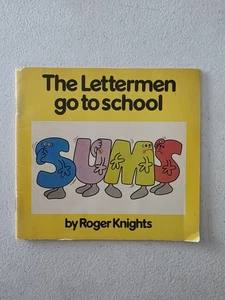 The Lettermen
go to school
SUMS
by Roger Knights